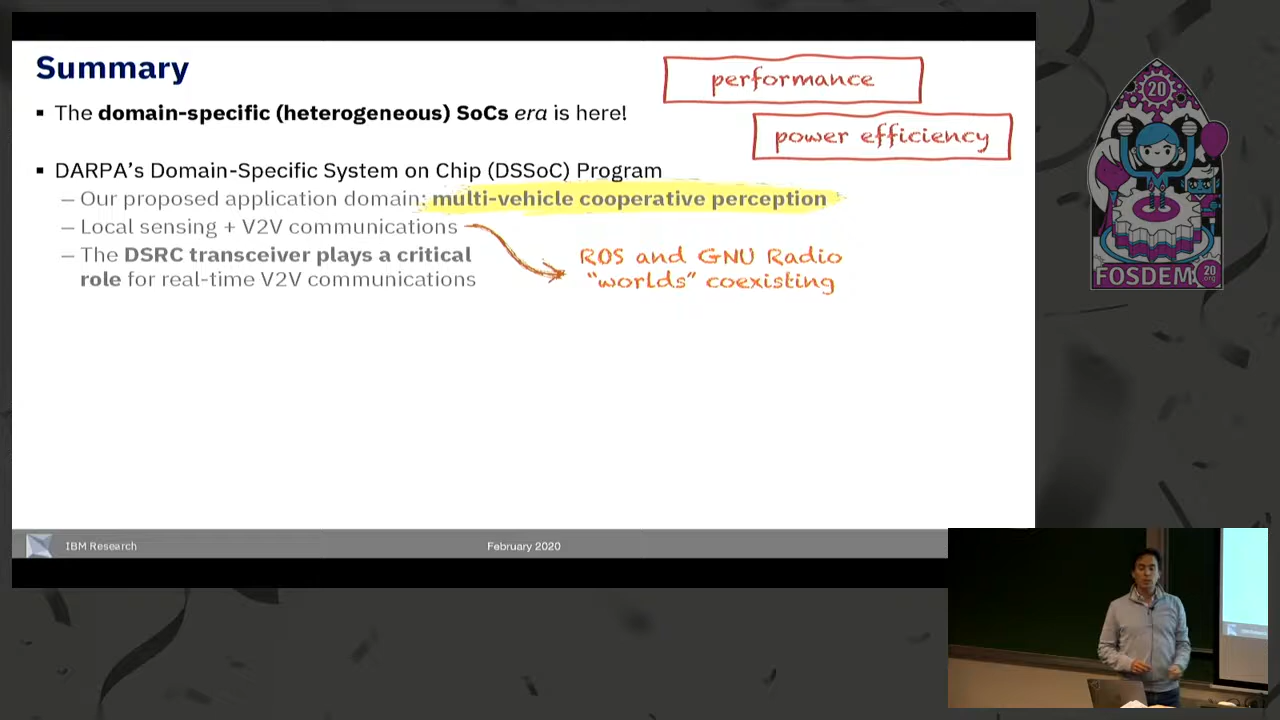 Summary
performance
▪ The domain-specific (heterogeneous) SoCs era is here!
power efficiency
▪ DARPA’s Domain-Specific System on Chip (DSSoC) Program
– Our proposed application domain: multi-vehicle cooperative perception
– Local sensing + V2V communications
– The DSRC transceiver plays a critical
role for real-time V2V communications
ROS and GNU Radio
“worlds” coexisting
IBM Research
February 2020
20
FOSDEM 20
.org